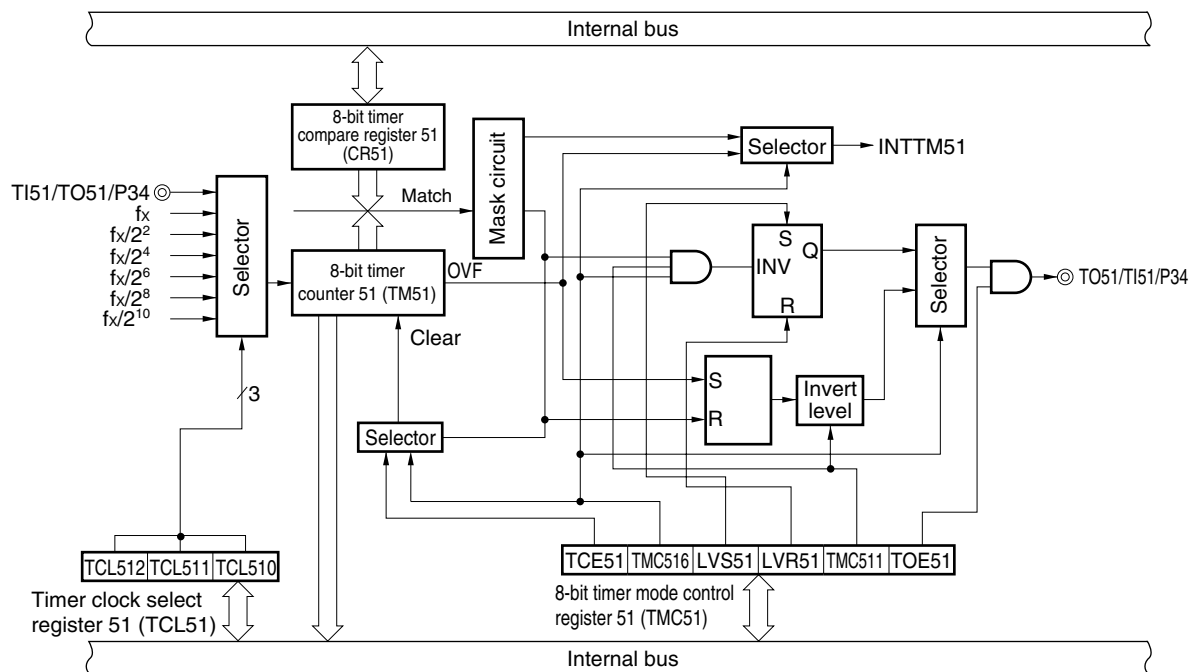 Internal bus
8-bit timer
compare register 51
(CR51)
Mask circuit
Selector
INTTM51
TI51/TO51/P34
fX
fX/2²
fX/2⁴
fX/2⁶
fX/2⁸
fX/2¹⁰
Selector
Match
8-bit timer
counter 51 (TM51)
OVF
Clear
S
Q
INV
R
Selector
TO51/TI51/P34
3
S
R
Invert
level
Selector
TCL512 TCL511 TCL510
Timer clock select
register 51 (TCL51)
TCE51 TMC516 LVS51 LVR51 TMC511 TOE51
8-bit timer mode control
register 51 (TMC51)
Internal bus